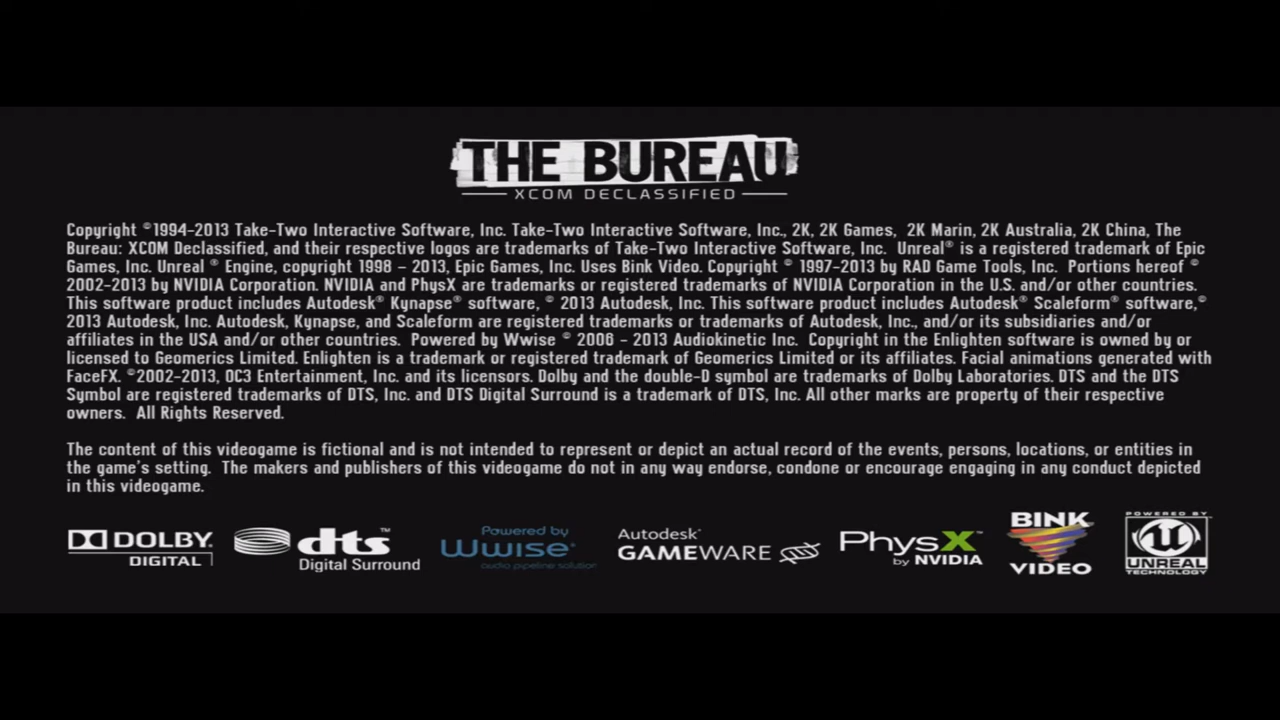 THE BUREAU
XCOM DECLASSIFIED
Copyright ©1994-2013 Take-Two Interactive Software, Inc. Take-Two Interactive Software, Inc., 2K, 2K Games, 2K Marin, 2K Australia, 2K China, The
Bureau: XCOM Declassified, and their respective logos are trademarks of Take-Two Interactive Software, Inc. Unreal® is a registered trademark of Epic
Games, Inc. Unreal ® Engine, copyright 1998 – 2013, Epic Games, Inc. Uses Bink Video. Copyright © 1997-2013 by RAD Game Tools, Inc. Portions hereof ©
2002-2013 by NVIDIA Corporation. NVIDIA and PhysX are trademarks or registered trademarks of NVIDIA Corporation in the U.S. and/or other countries.
This software product includes Autodesk® Kynapse® software, © 2013 Autodesk, Inc. This software product includes Autodesk® Scaleform® software,©
2013 Autodesk, Inc. Autodesk, Kynapse, and Scaleform are registered trademarks or trademarks of Autodesk, Inc., and/or its subsidiaries and/or
affiliates in the USA and/or other countries. Powered by Wwise © 2006 - 2013 Audiokinetic Inc. Copyright in the Enlighten software is owned by or
licensed to Geomerics Limited. Enlighten is a trademark or registered trademark of Geomerics Limited or its affiliates. Facial animations generated with
FaceFX. ©2002-2013, OC3 Entertainment, Inc. and its licensors. Dolby and the double-D symbol are trademarks of Dolby Laboratories. DTS and the DTS
Symbol are registered trademarks of DTS, Inc. and DTS Digital Surround is a trademark of DTS, Inc. All other marks are property of their respective
owners. All Rights Reserved.
The content of this videogame is fictional and is not intended to represent or depict an actual record of the events, persons, locations, or entities in
the game's setting. The makers and publishers of this videogame do not in any way endorse, condone or encourage engaging in any conduct depicted
in this videogame.
DOLBY
DIGITAL
dts™
Digital Surround
Powered by
wwise®
audio pipeline solution
Autodesk®
GAMEWARE
PhysX™
by NVIDIA
BINK
VIDEO
POWERED BY
UNREAL
TECHNOLOGY